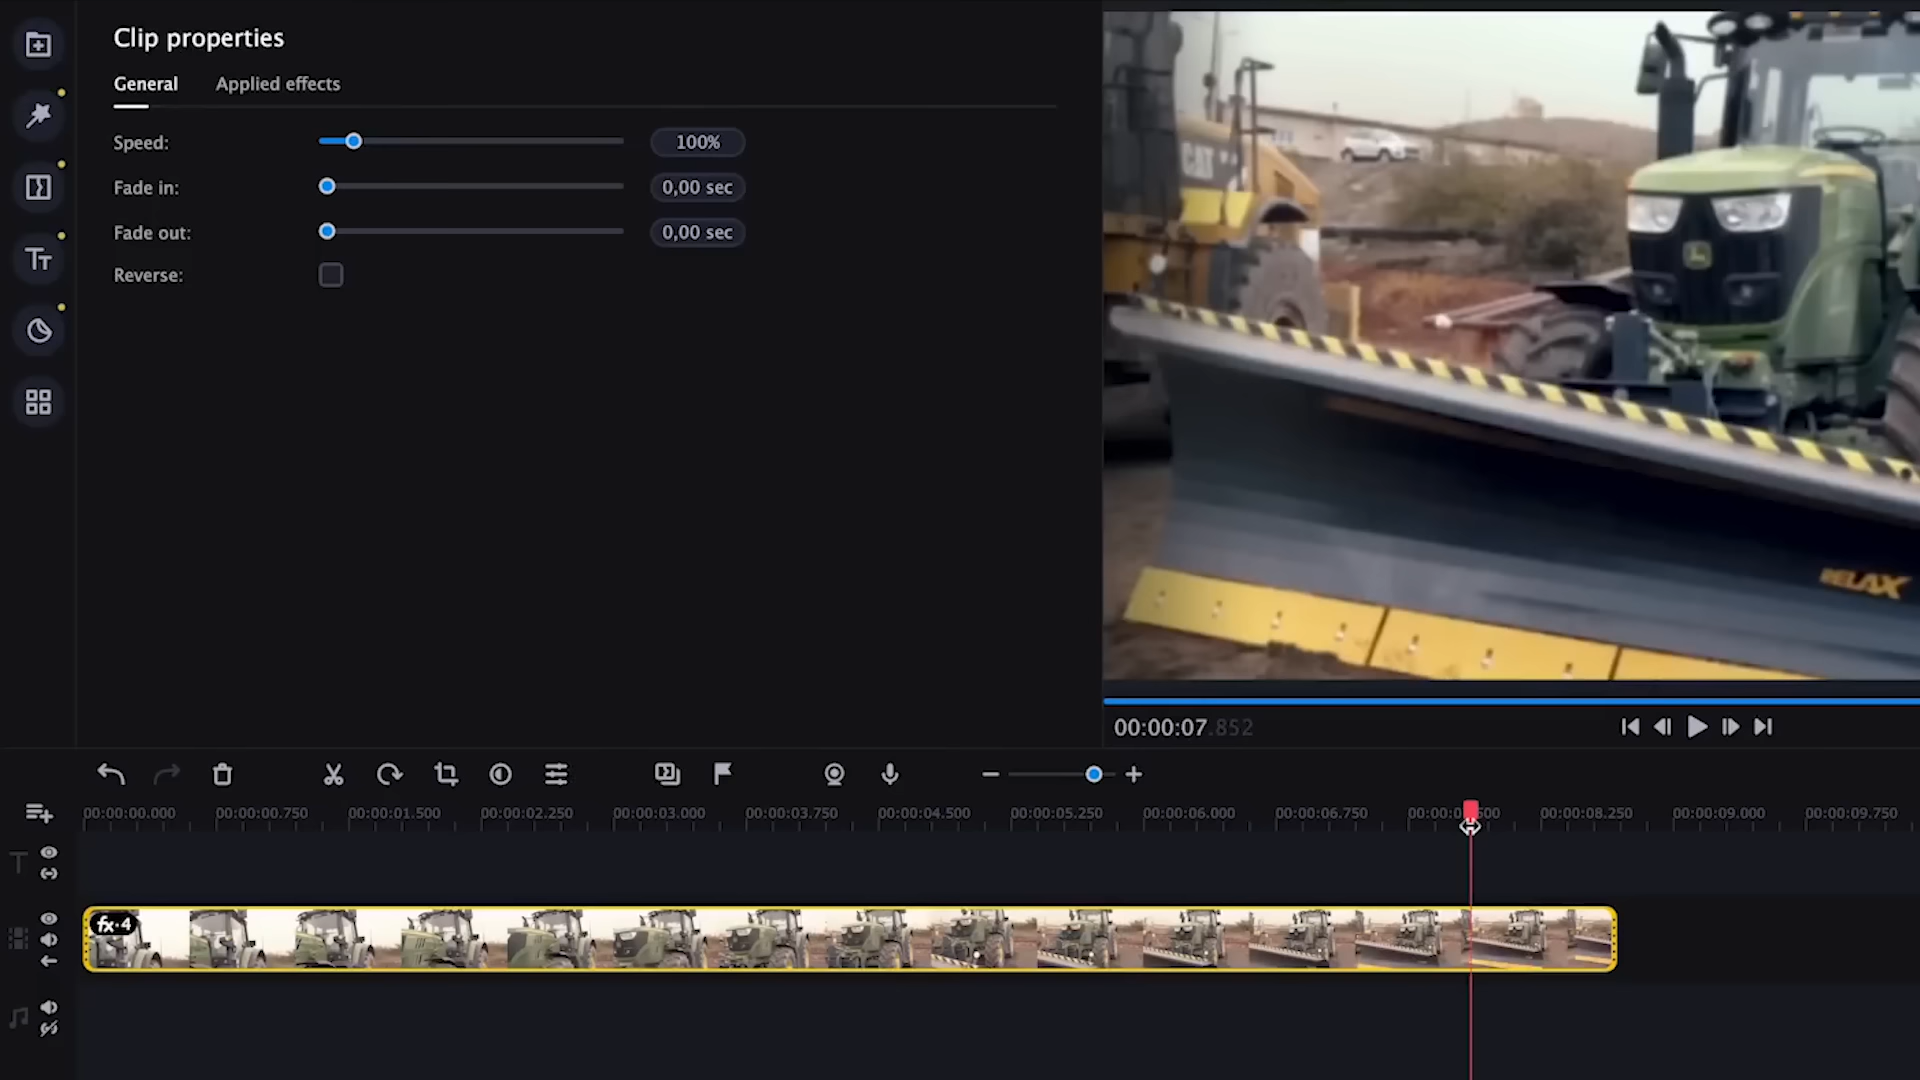 Clip properties
General Applied effects
Speed: 100%
Fade in: 0,00 sec
Fade out: 0,00 sec
Reverse:
CAT
RELAX
00:00:07.852
00:00:00.000 00:00:00.750 00:00:01.500 00:00:02.250 00:00:03.000 00:00:03.750 00:00:04.500 00:00:05.250 00:00:06.000 00:00:06.750 00:00:08.250 00:00:09.000 00:00:09.750
fx·4